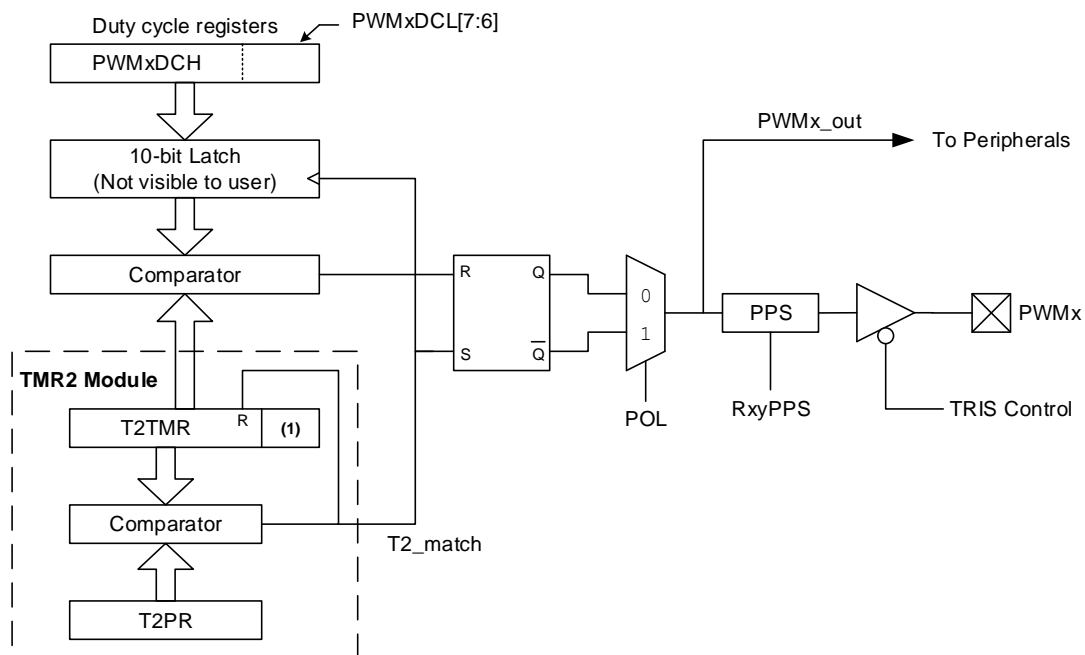 Duty cycle registers
PWMxDCL[7:6]
PWMxDCH
10-bit Latch
(Not visible to user)
Comparator
PWMx_out
To Peripherals
R
Q
S
Q̅
0
1
POL
PPS
RxyPPS
PWMx
TRIS Control
TMR2 Module
T2TMR
R
(1)
Comparator
T2_match
T2PR